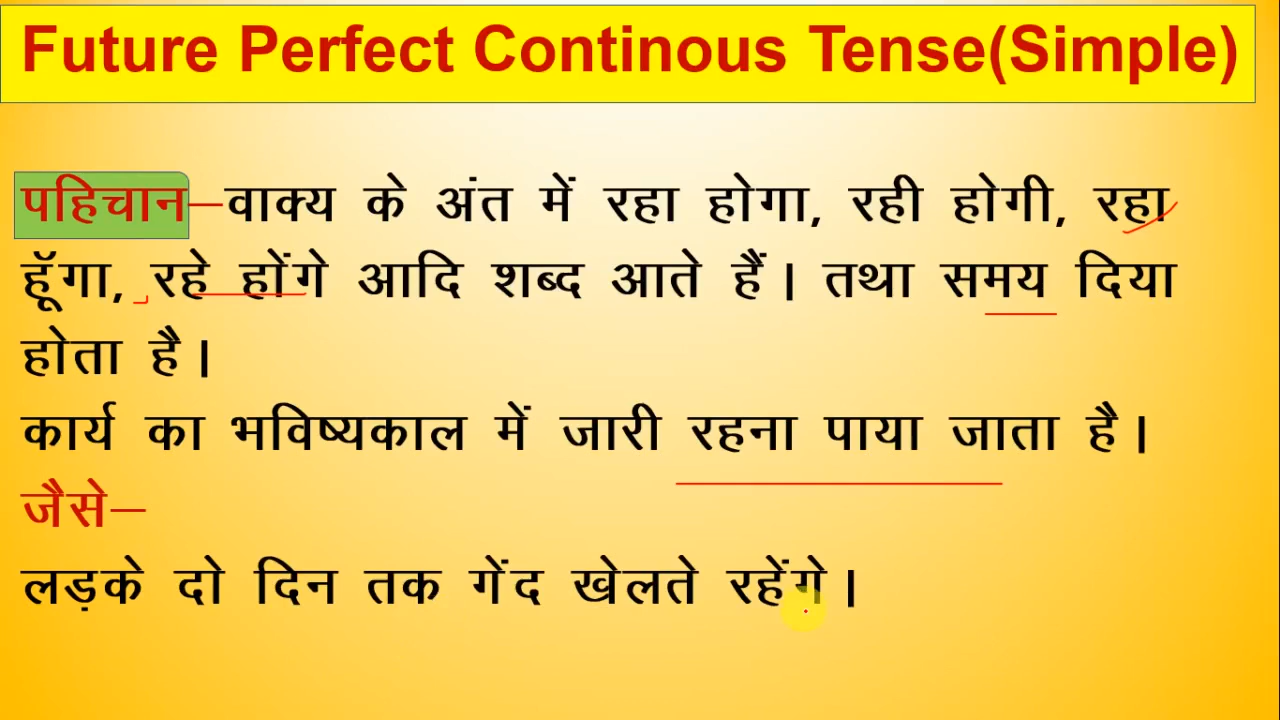 Future Perfect Continous Tense(Simple)
पहिचान–वाक्य के अंत में रहा होगा, रही होगी, रहा
हूॅगा, रहे होंगे आदि शब्द आते हैं। तथा समय दिया
होता है।
कार्य का भविष्यकाल में जारी रहना पाया जाता है।
जैसे–
लड़के दो दिन तक गेंद खेलते रहेंगे।